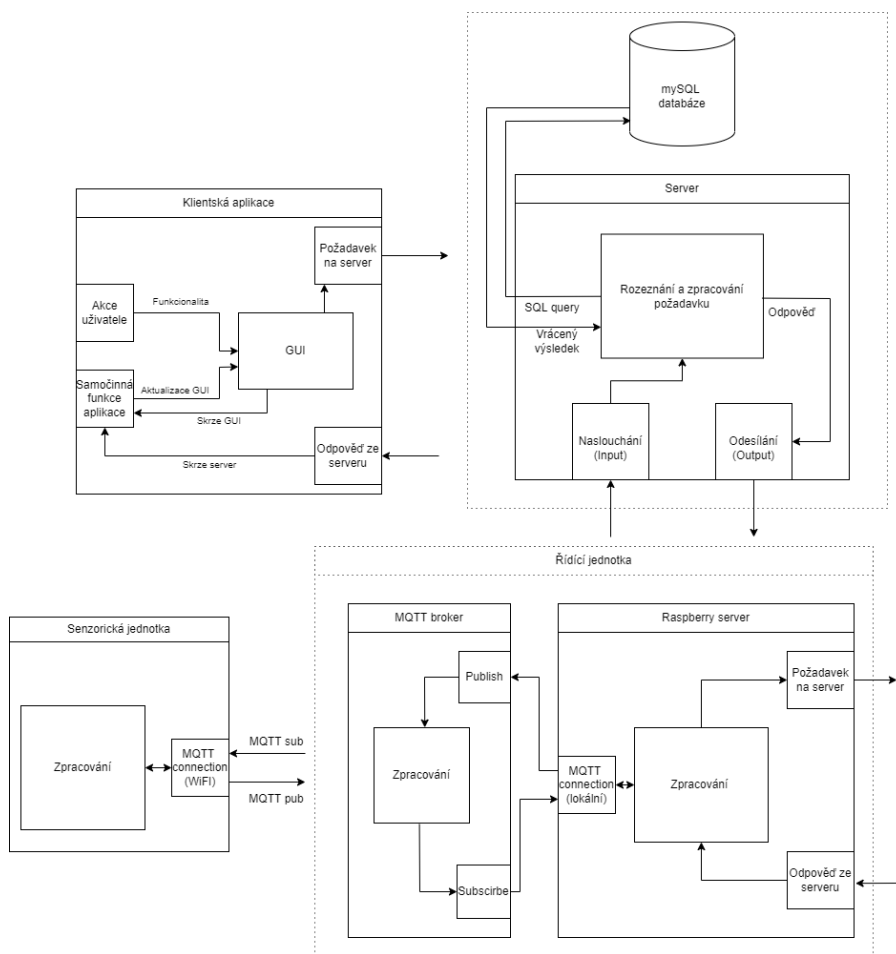 mySQL
databáze
Server
Rozeznání a zpracování
požadavku
SQL query
Vrácený
výsledek
Odpověď
Naslouchání
(Input)
Odesílání
(Output)
Klientská aplikace
Požadavek
na server
Akce
uživatele
Funkcionalita
GUI
Samočinná
funkce
aplikace
Aktualizace GUI
Skrze GUI
Odpověď ze
serveru
Skrze server
Řídící jednotka
Senzorická jednotka
Zpracování
MQTT
connection
(WiFI)
MQTT sub
MQTT pub
MQTT broker
Publish
Zpracování
Subscirbe
Raspberry server
Požadavek
na server
MQTT
connection
(lokální)
Zpracování
Odpověď ze
serveru